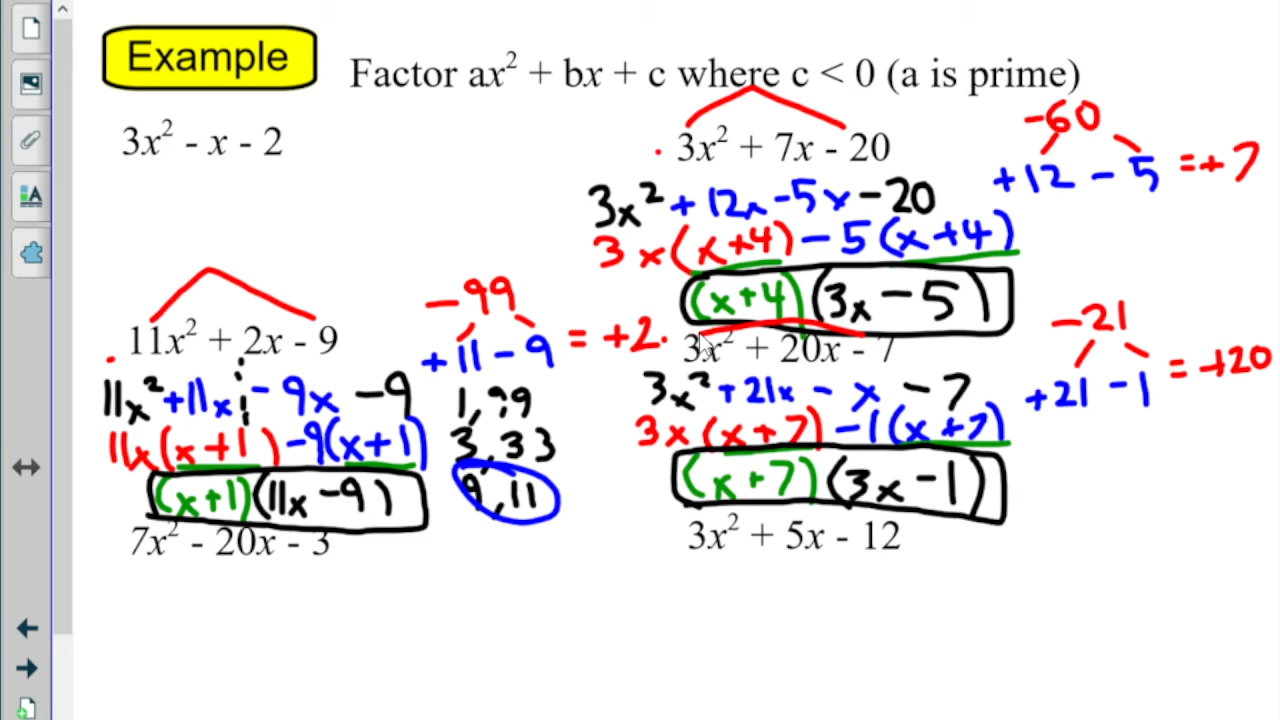 Example
Factor ax² + bx + c where c < 0 (a is prime)
3x² - x - 2
3x² + 7x - 20
-60
+12 - 5 = +7
3x² + 12x - 5x - 20
3x(x+4) - 5(x+4)
(x+4)(3x - 5)
11x² + 2x - 9
-99
+11 - 9 = +2
11x² + 11x - 9x - 9
1, 99
11x(x+1) - 9(x+1)
3, 33
(x+1)(11x - 9)
9, 11
3x² + 20x - 7
-21
+21 - 1 = +20
3x² + 21x - x - 7
3x(x+7) - 1(x+7)
(x+7)(3x - 1)
7x² - 20x - 3
3x² + 5x - 12